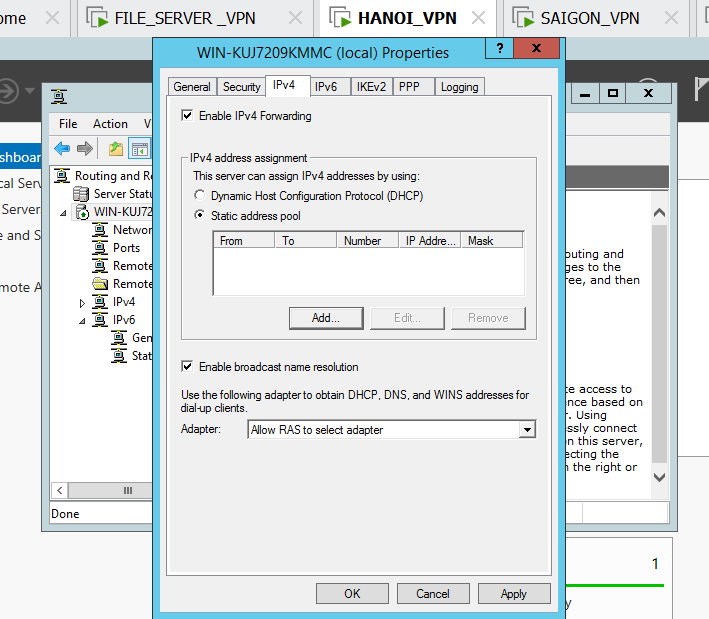 ome
FILE_SERVER _VPN
HANOI_VPN
SAIGON_VPN
WIN-KUJ7209KMMC (local) Properties
?
x
General
Security
IPv4
IPv6
IKEv2
PPP
Logging
Enable IPv4 Forwarding
IPv4 address assignment
This server can assign IPv4 addresses by using:
Dynamic Host Configuration Protocol (DHCP)
Static address pool
From
To
Number
IP Addre...
Mask
Add...
Edit...
Remove
Enable broadcast name resolution
Use the following adapter to obtain DHCP, DNS, and WINS addresses for
dial-up clients.
Adapter:
Allow RAS to select adapter
OK
Cancel
Apply
File
Action
V
Routing and Re
Server Statu
WIN-KUJ72
Networ
Ports
Remote
Remote
IPv4
IPv6
Gen
Stat
Done
shboar
cal Serv
Server
e and S
mote A
outing and
ges to the
ree, and then
te access to
ence based on
r. Using
ssly connect
on this server,
ecting the
n the right or
1
y